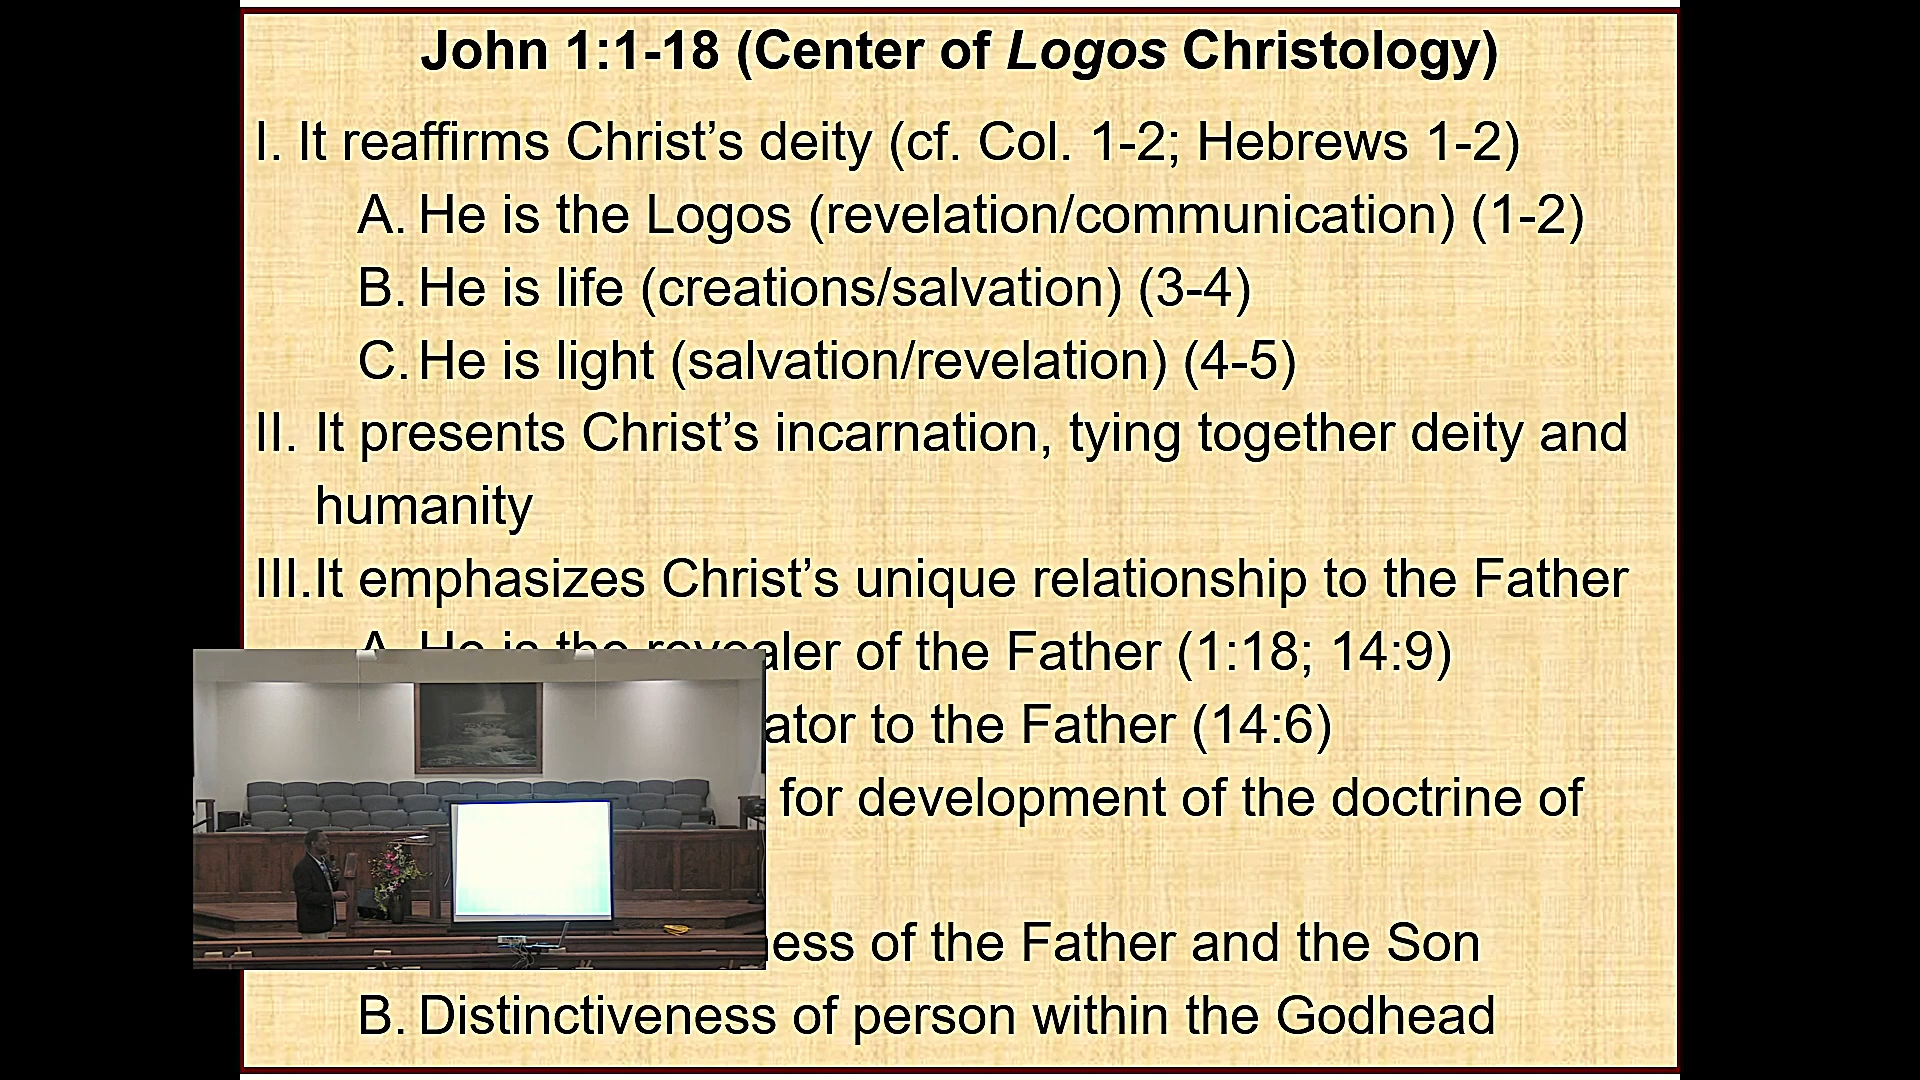 John 1:1-18 (Center of Logos Christology)
I. It reaffirms Christ’s deity (cf. Col. 1-2; Hebrews 1-2)
A. He is the Logos (revelation/communication) (1-2)
B. He is life (creations/salvation) (3-4)
C. He is light (salvation/revelation) (4-5)
II. It presents Christ’s incarnation, tying together deity and
humanity
III. It emphasizes Christ’s unique relationship to the Father
A. He is the revealer of the Father (1:18; 14:9)
to the Father (14:6)
for development of the doctrine of
of the Father and the Son
B. Distinctiveness of person within the Godhead